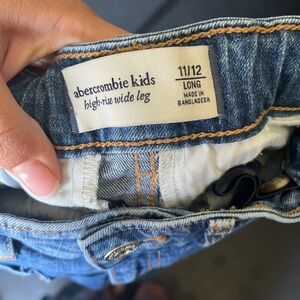 abercrombie kids
high-rise wide leg
11/12
LONG
MADE IN
BANGLADESH